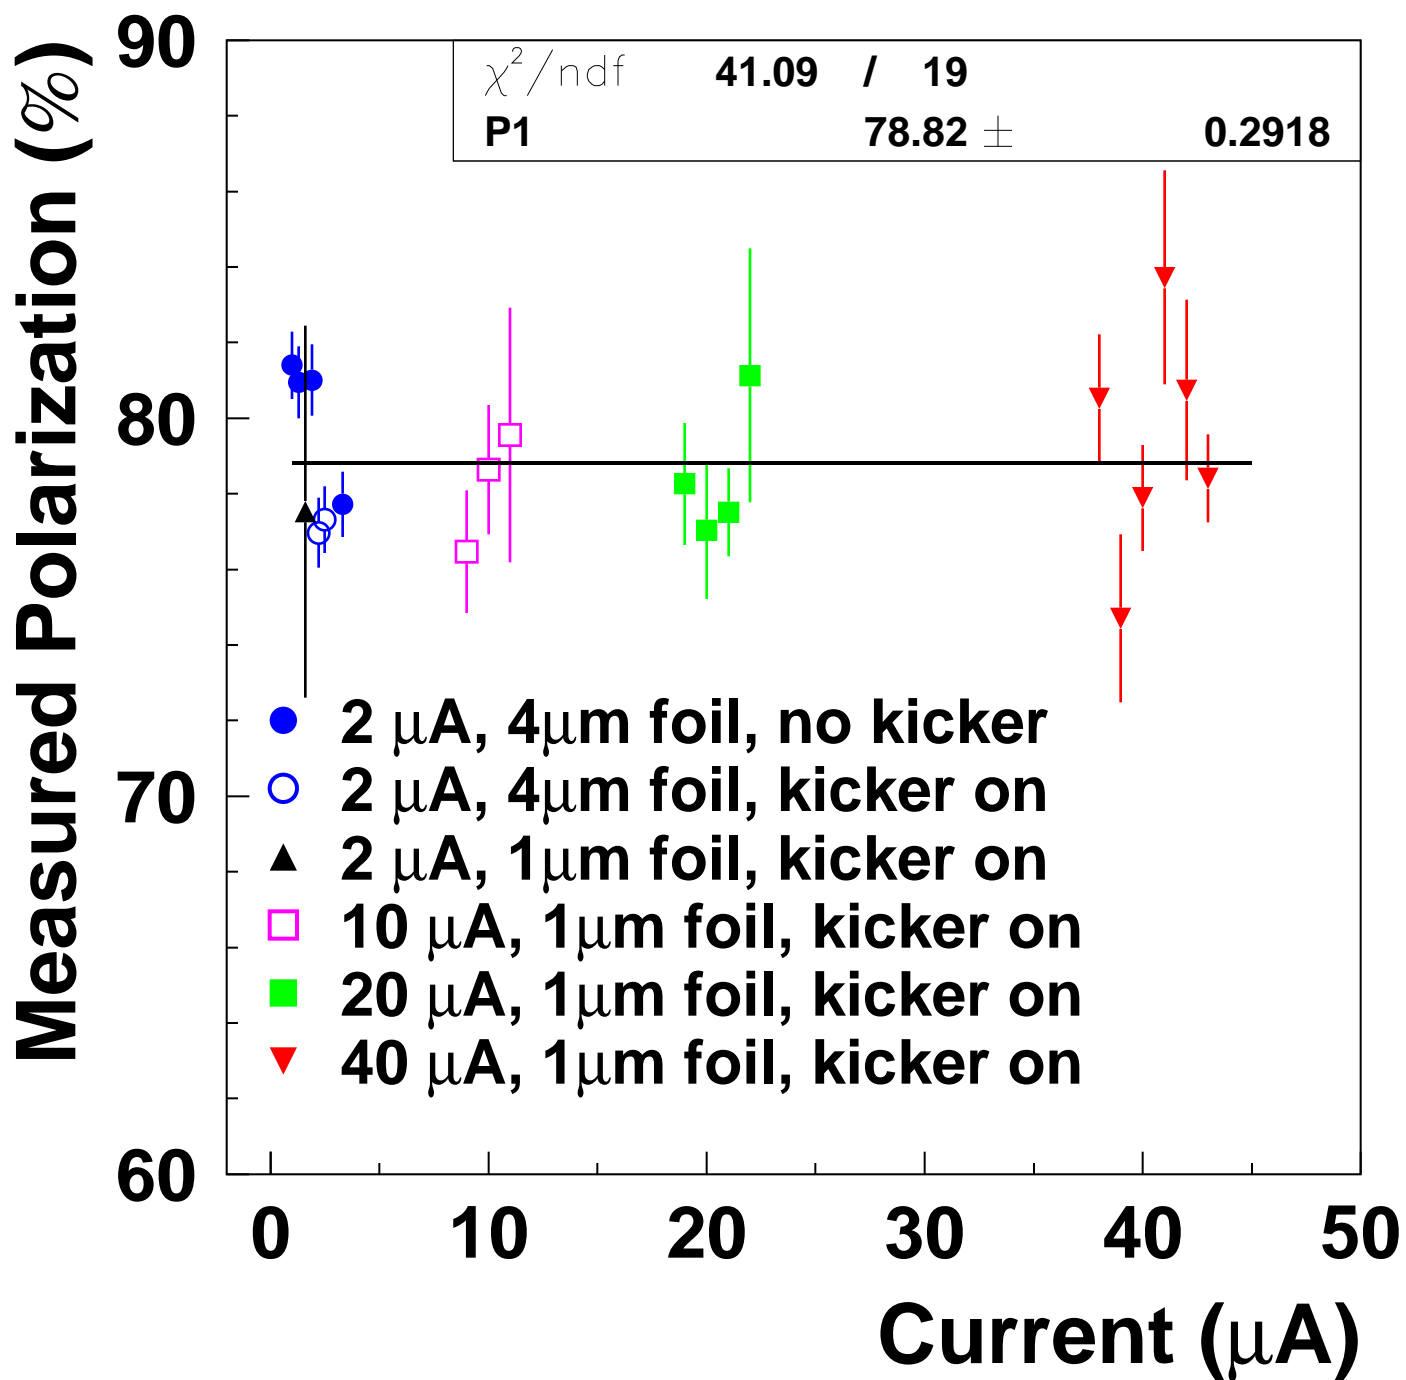 90
χ²/ndf 41.09 / 19
P1 78.82 ± 0.2918
Measured Polarization (%)
80
2 μA, 4μm foil, no kicker
70
2 μA, 4μm foil, kicker on
2 μA, 1μm foil, kicker on
10 μA, 1μm foil, kicker on
20 μA, 1μm foil, kicker on
40 μA, 1μm foil, kicker on
60
0 10 20 30 40 50
Current (μA)